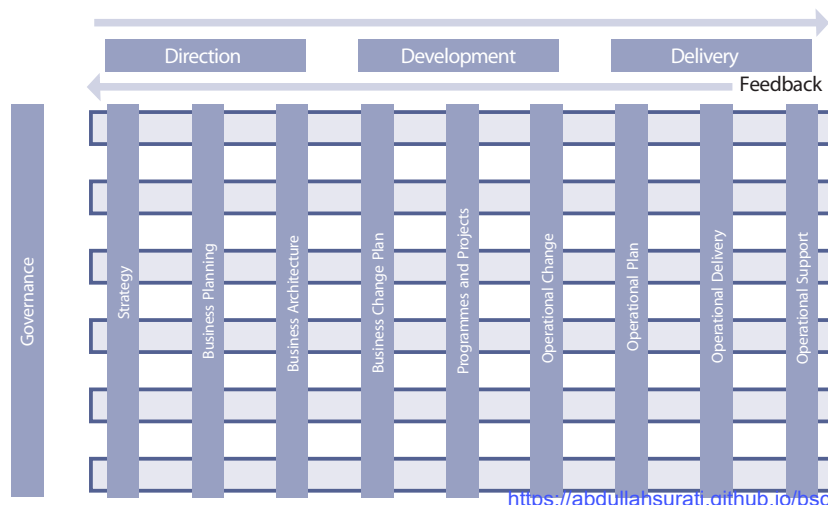 Direction
Development
Delivery
Feedback
Governance
Strategy
Business Planning
Business Architecture
Business Change Plan
Programmes and Projects
Operational Change
Operational Plan
Operational Delivery
Operational Support
https://abdullahsurati.github.io/bsc